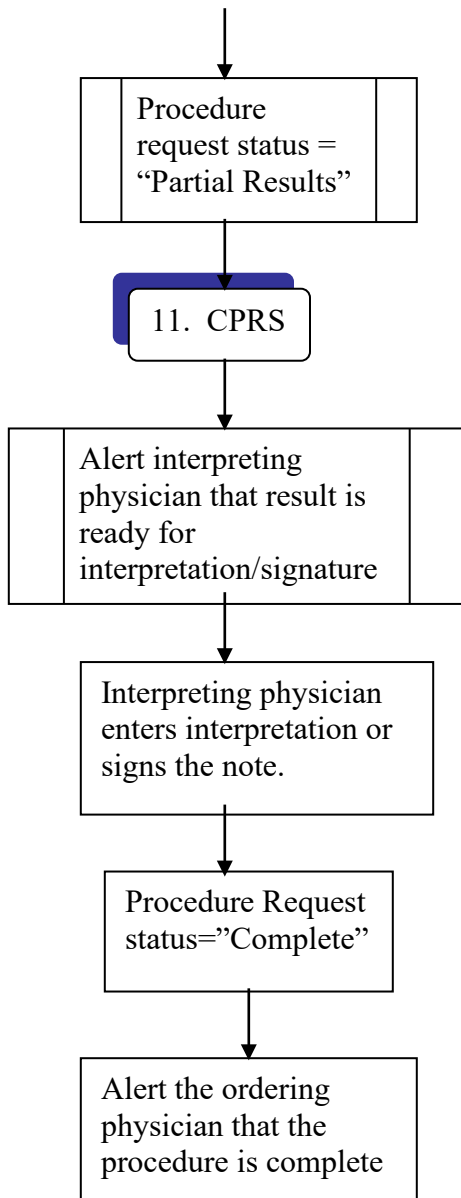 Procedure
request status =
“Partial Results”
11. CPRS
Alert interpreting
physician that result is
ready for
interpretation/signature
Interpreting physician
enters interpretation or
signs the note.
Procedure Request
status=”Complete”
Alert the ordering
physician that the
procedure is complete